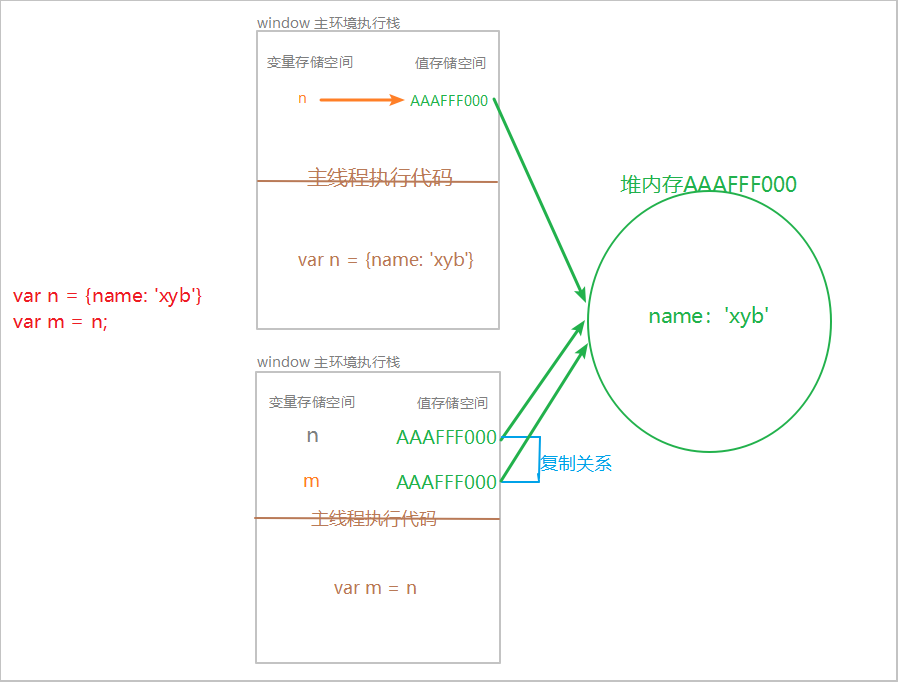 window 主环境执行栈
变量存储空间 值存储空间
n AAAFFF000
主线程执行代码
var n = {name: 'xyb'}
堆内存AAAFFF000
name：'xyb'
var n = {name: 'xyb'}
var m = n;
window 主环境执行栈
变量存储空间 值存储空间
n AAAFFF000
m AAAFFF000
复制关系
主线程执行代码
var m = n